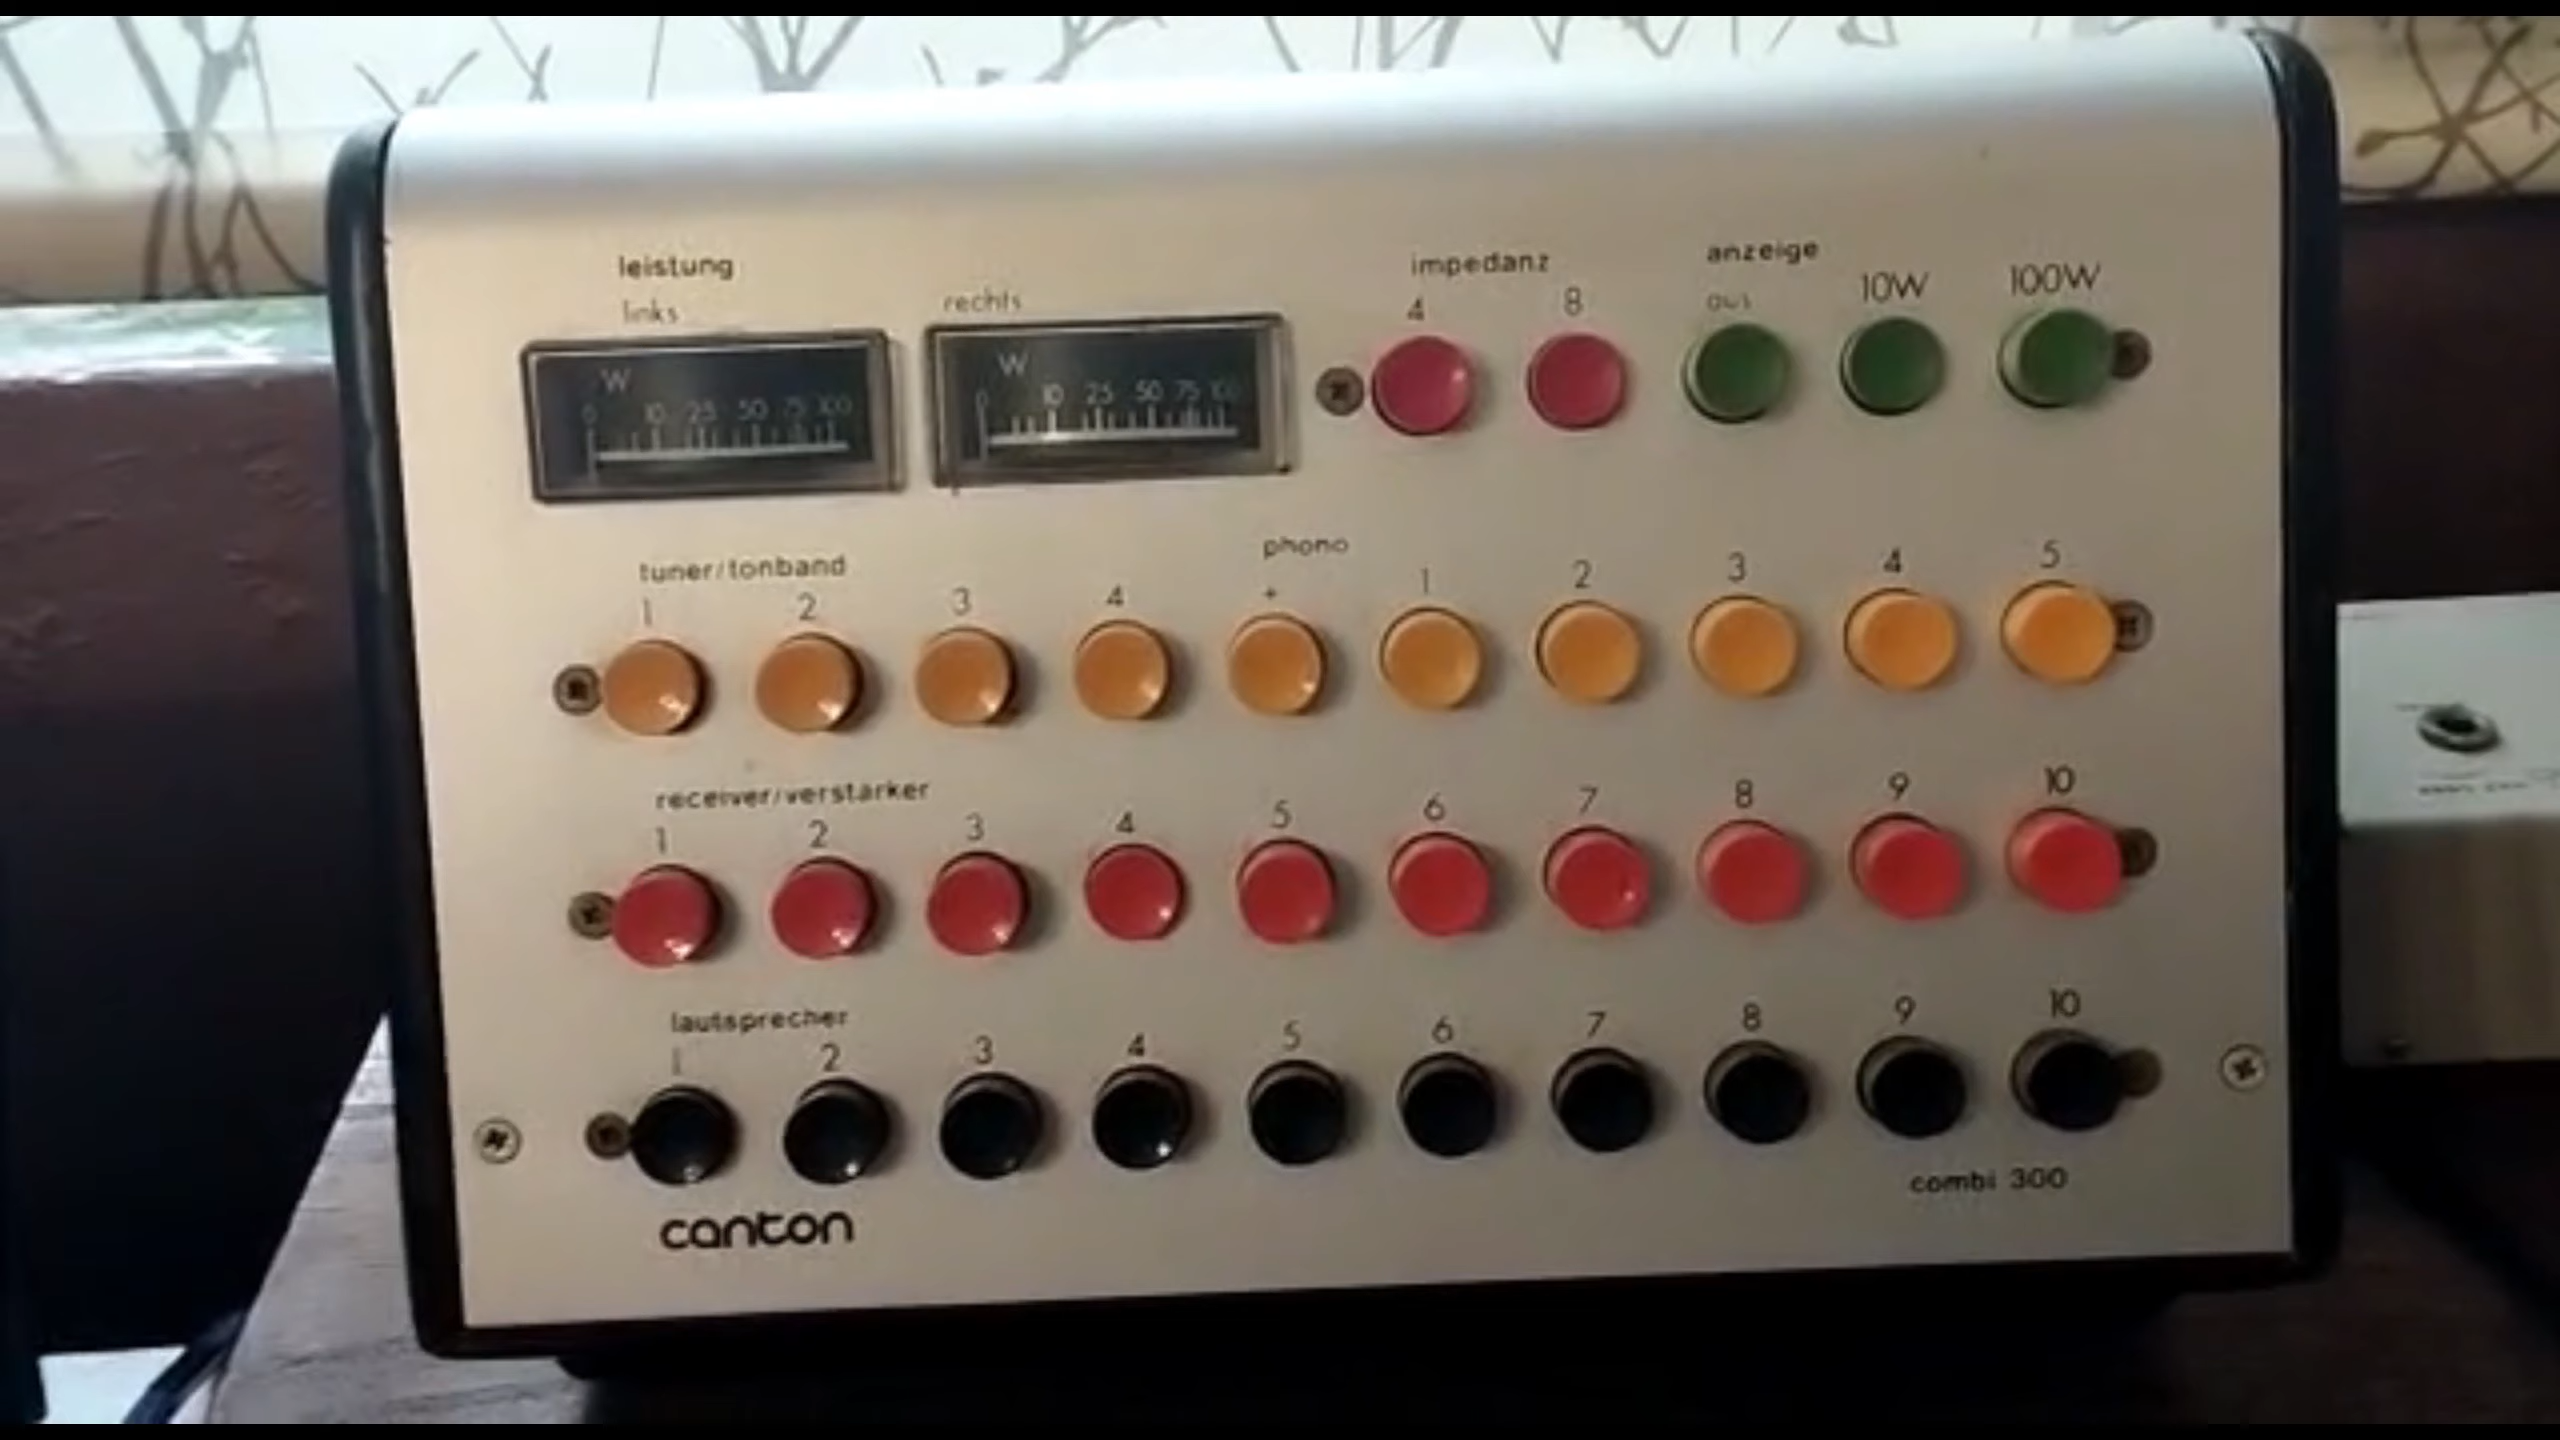 leistung
links
rechts
W
0 10 25 50 75 100
W
0 10 25 50 75 100
impedanz
4 8
anzeige
aus 10W 100W
tuner/tonband
phono
1 2 3 4 + 1 2 3 4 5
receiver/verstärker
1 2 3 4 5 6 7 8 9 10
lautsprecher
1 2 3 4 5 6 7 8 9 10
combi 300
canton